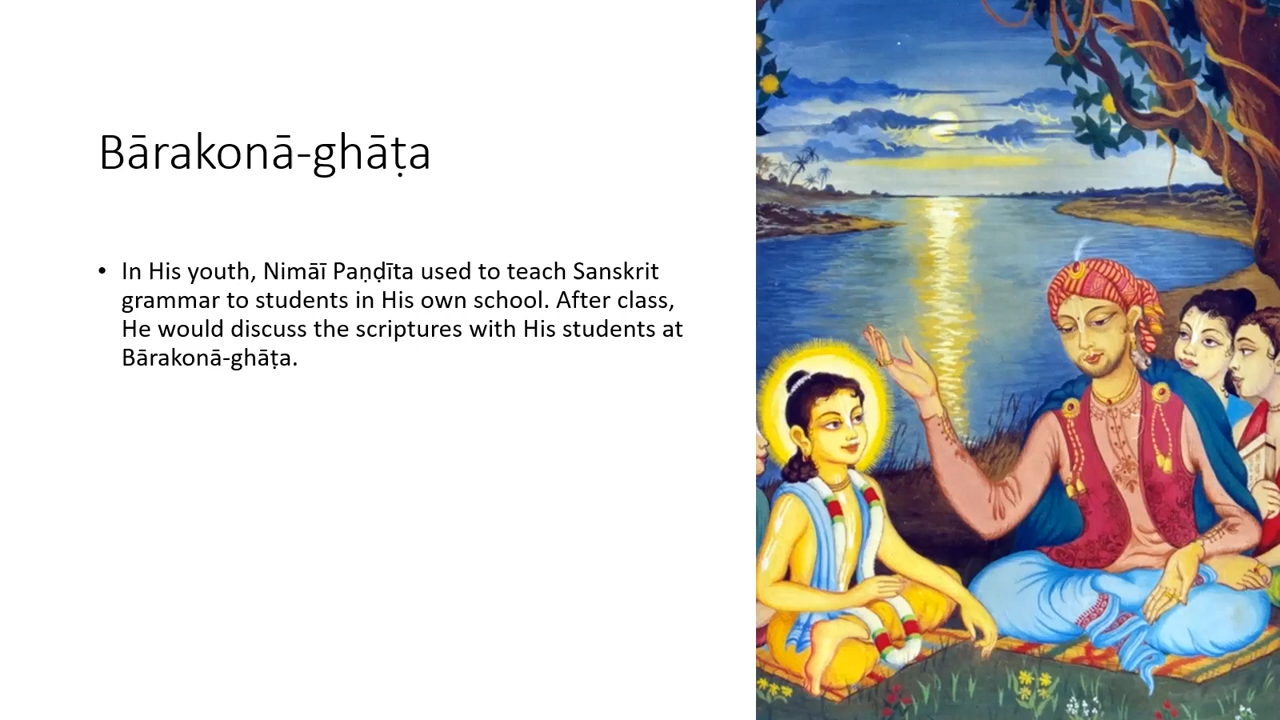 Bārakonā-ghāṭa
• In His youth, Nimāī Paṇḍīta used to teach Sanskrit
grammar to students in His own school. After class,
He would discuss the scriptures with His students at
Bārakonā-ghāṭa.